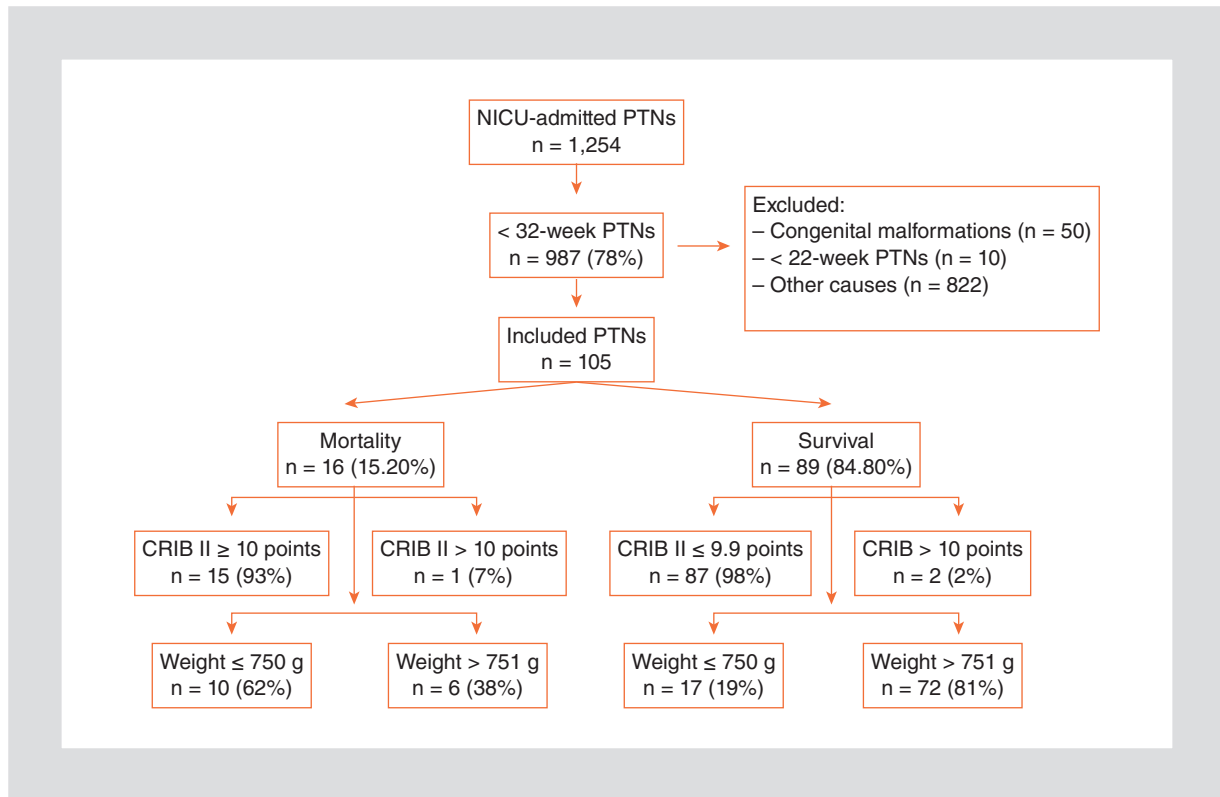 NICU-admitted PTNs
n = 1,254
< 32-week PTNs
n = 987 (78%)
Excluded:
– Congenital malformations (n = 50)
– < 22-week PTNs (n = 10)
– Other causes (n = 822)
Included PTNs
n = 105
Mortality
n = 16 (15.20%)
Survival
n = 89 (84.80%)
CRIB II ≥ 10 points
n = 15 (93%)
CRIB II > 10 points
n = 1 (7%)
CRIB II ≤ 9.9 points
n = 87 (98%)
CRIB > 10 points
n = 2 (2%)
Weight ≤ 750 g
n = 10 (62%)
Weight > 751 g
n = 6 (38%)
Weight ≤ 750 g
n = 17 (19%)
Weight > 751 g
n = 72 (81%)